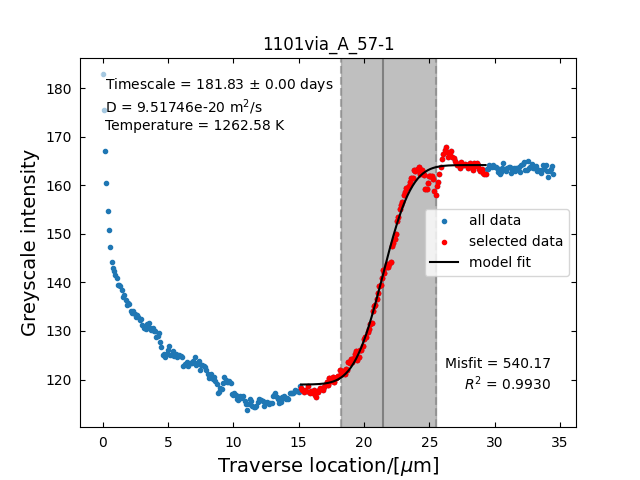 1101via_A_57-1
Timescale = 181.83 ± 0.00 days
D = 9.51746e-20 m²/s
Temperature = 1262.58 K
180
170
160
150
140
130
120
Greyscale intensity
all data
selected data
model fit
Misfit = 540.17
R² = 0.9930
0 5 10 15 20 25 30 35
Traverse location/[μm]